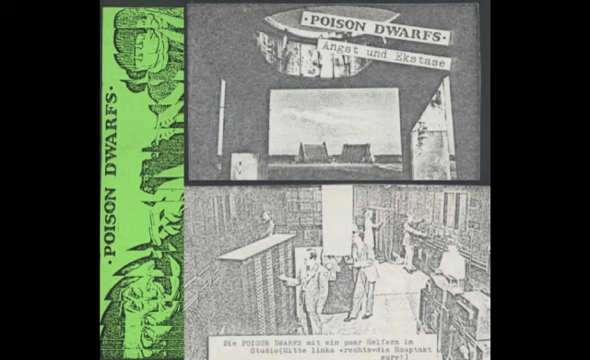 ·POISON DWARFS·
·POISON DWARFS·
Angst und Ekstase
Die POISON DWARFS mit ein paar Helfern im
Studio(Mitte links +rechts=die Hauptakt
eure!)